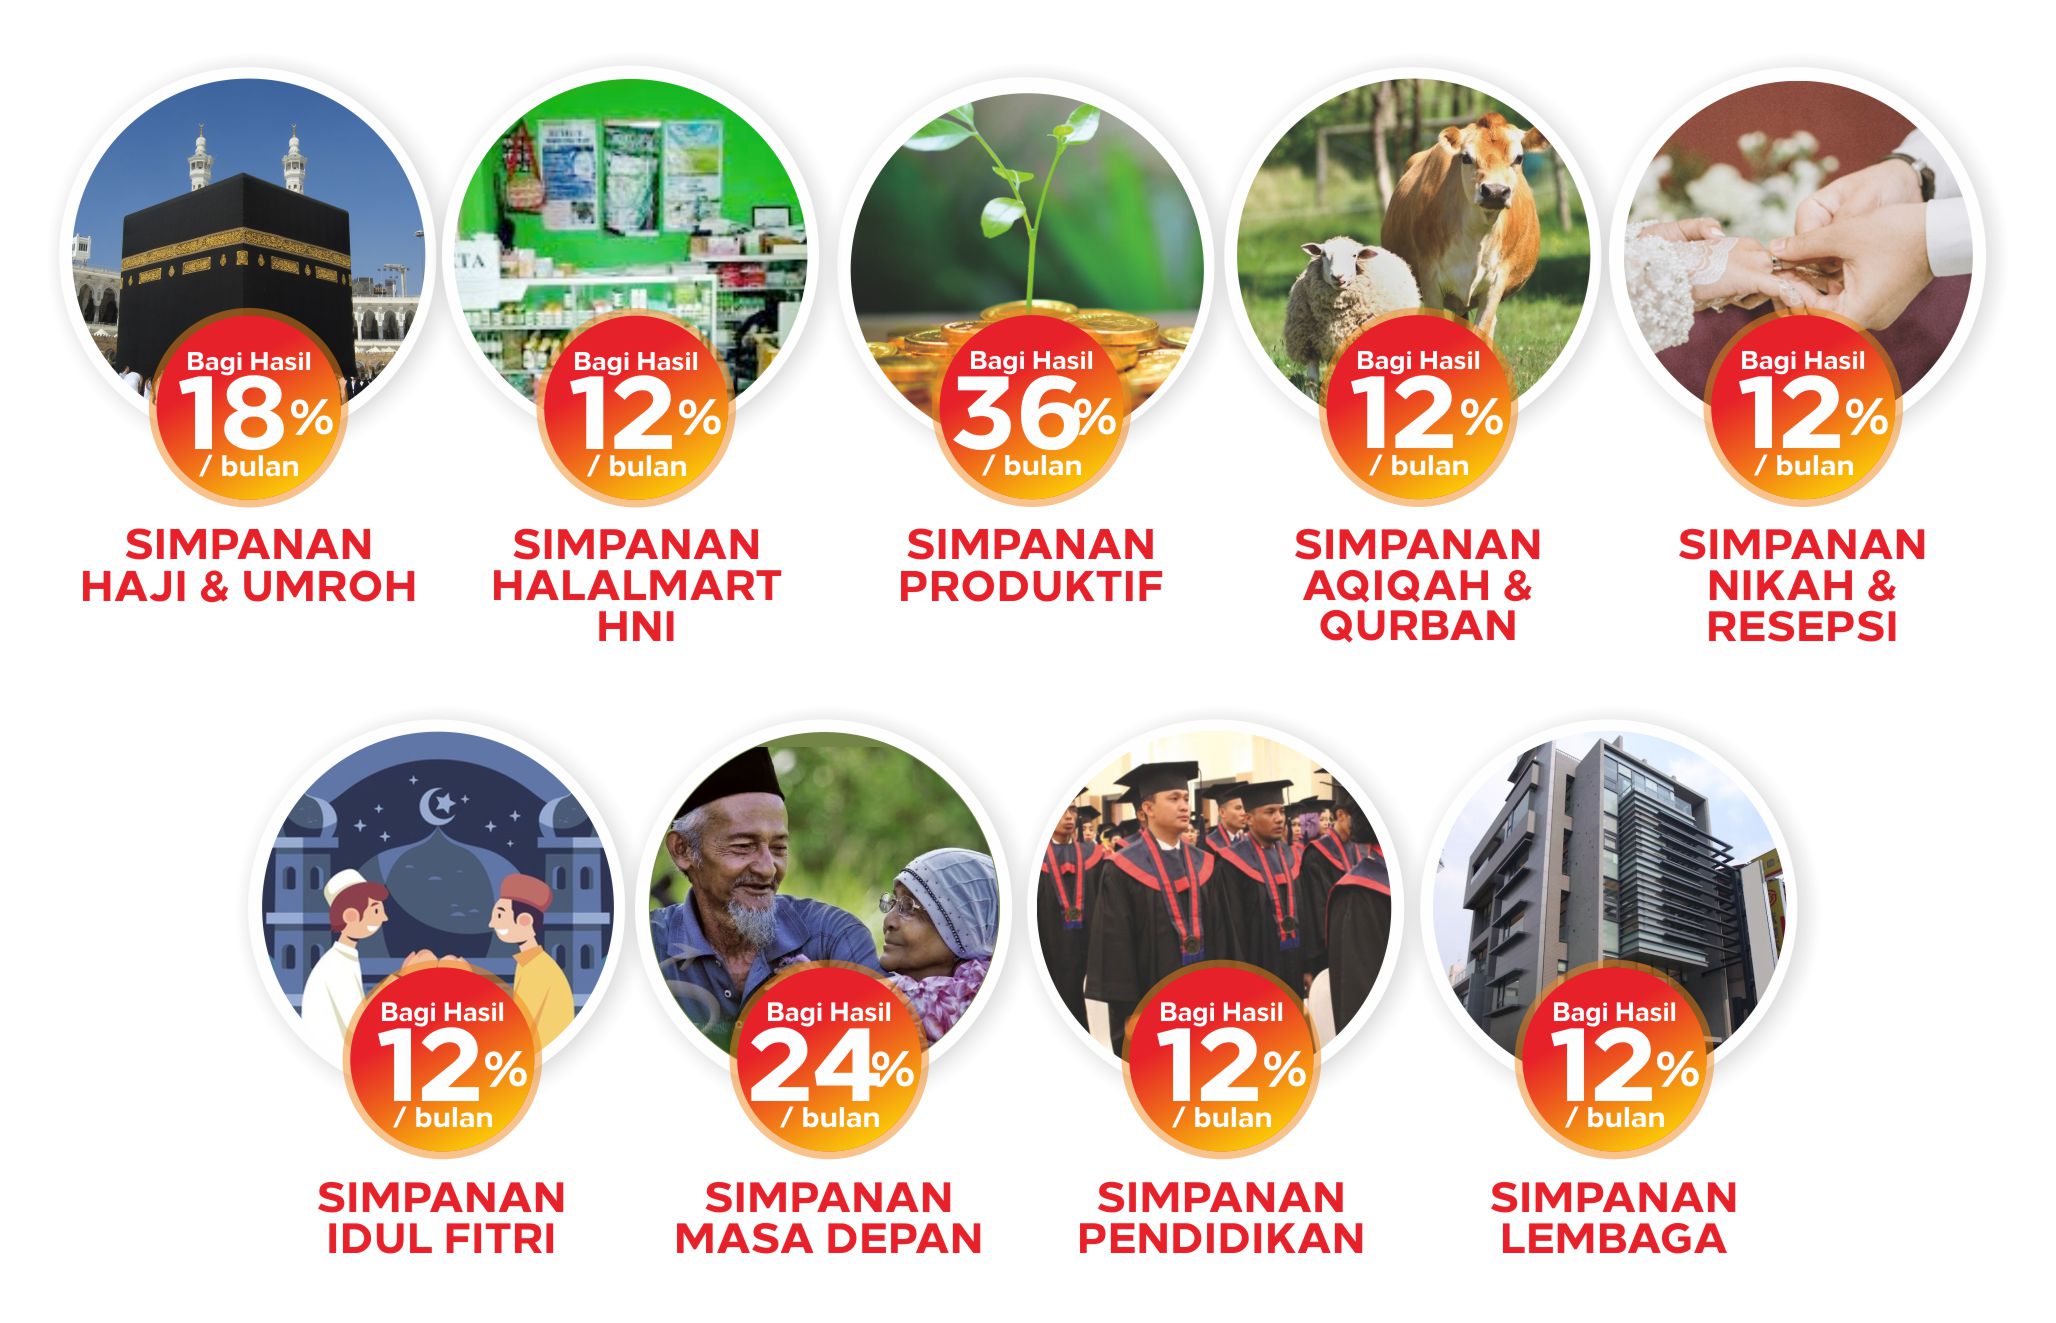 Bagi Hasil
18%
/ bulan
SIMPANAN
HAJI & UMROH
Bagi Hasil
12%
/ bulan
SIMPANAN
HALALMART
HNI
Bagi Hasil
36%
/ bulan
SIMPANAN
PRODUKTIF
Bagi Hasil
12%
/ bulan
SIMPANAN
AQIQAH &
QURBAN
Bagi Hasil
12%
/ bulan
SIMPANAN
NIKAH &
RESEPSI
Bagi Hasil
12%
/ bulan
SIMPANAN
IDUL FITRI
Bagi Hasil
24%
/ bulan
SIMPANAN
MASA DEPAN
Bagi Hasil
12%
/ bulan
SIMPANAN
PENDIDIKAN
Bagi Hasil
12%
/ bulan
SIMPANAN
LEMBAGA